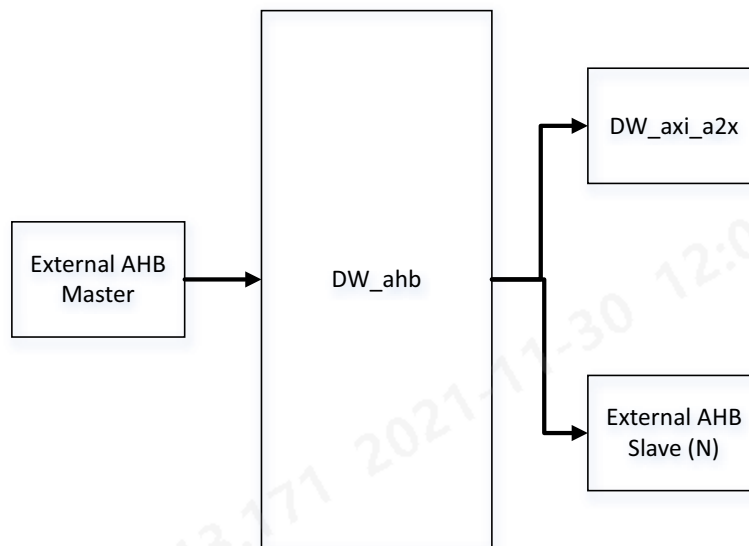 DW_axi_a2x
External AHB
Master
DW_ahb
External AHB
Slave (N)